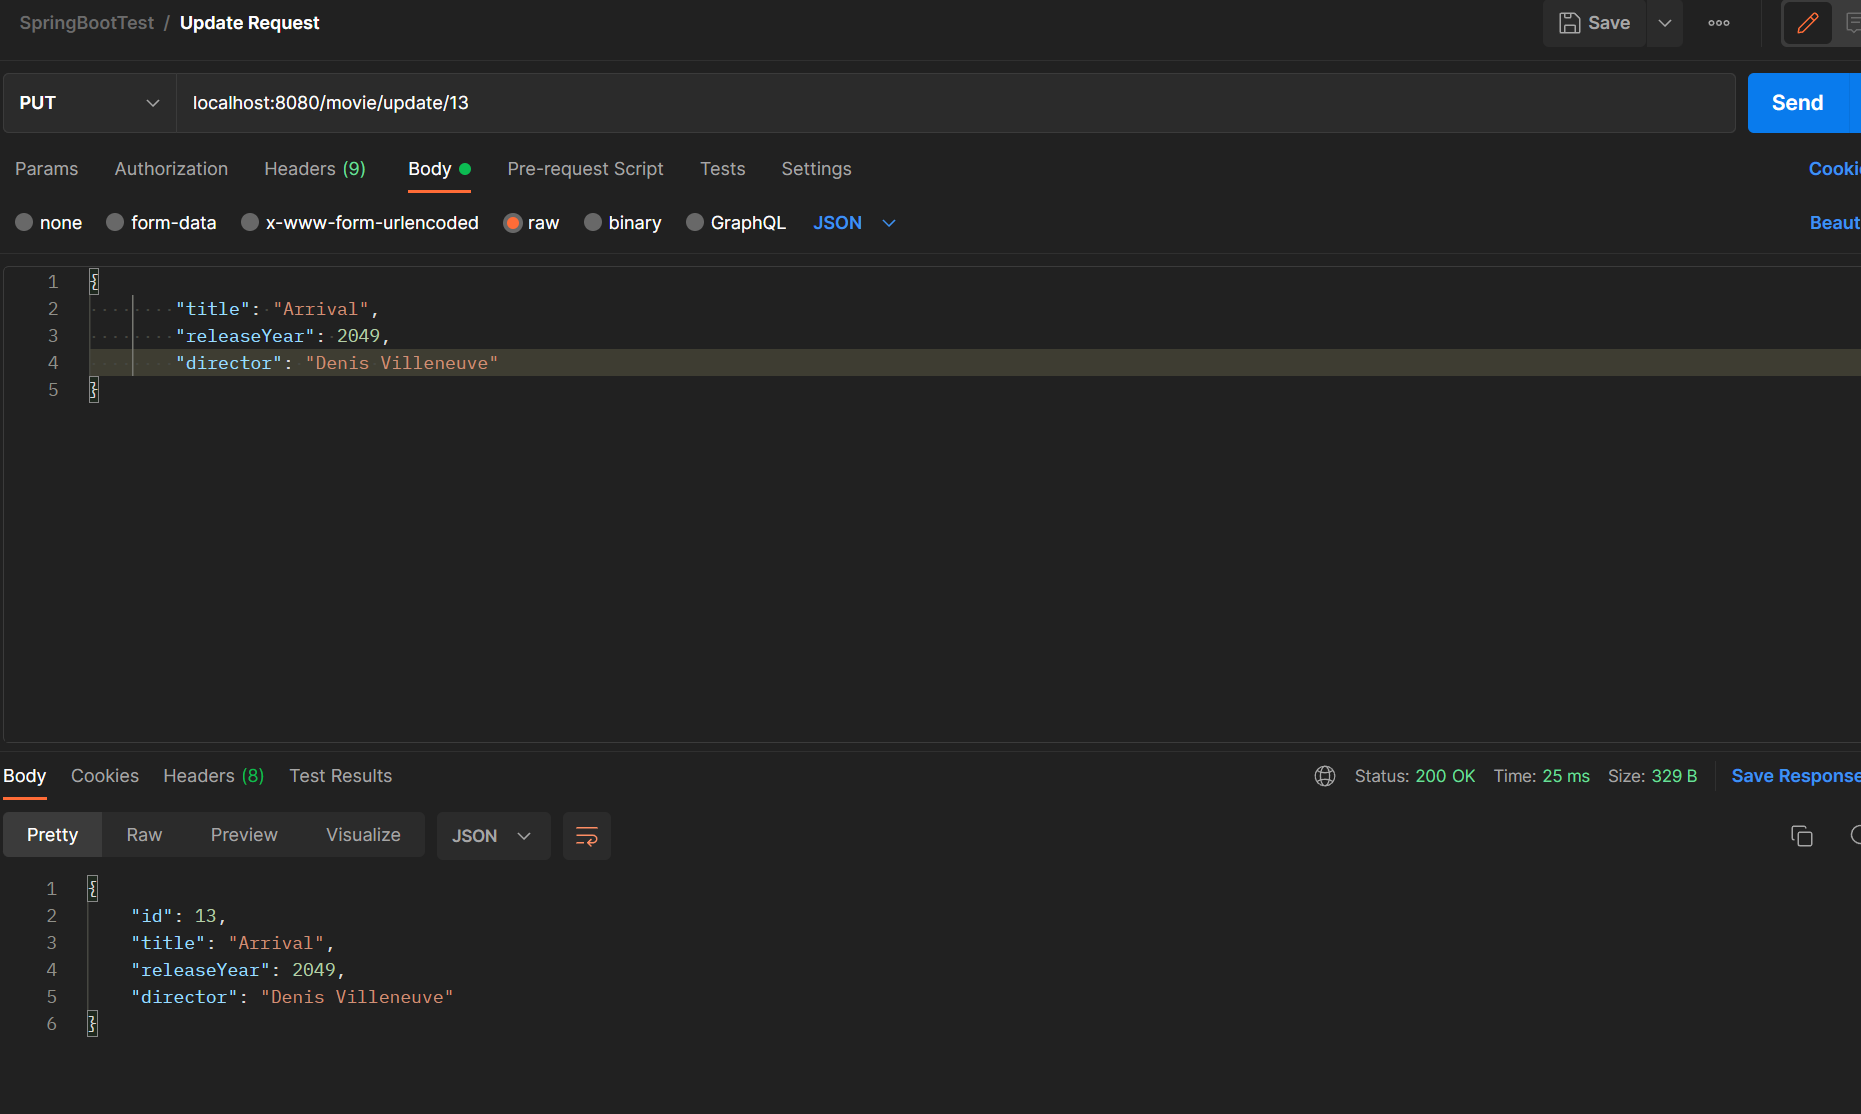 SpringBootTest / Update Request
Save
PUT
localhost:8080/movie/update/13
Send
Params Authorization Headers (9) Body Pre-request Script Tests Settings
Cooki
none form-data x-www-form-urlencoded raw binary GraphQL JSON
Beaut
1 {
2 "title": "Arrival",
3 "releaseYear": 2049,
4 "director": "Denis Villeneuve"
5 }
Body Cookies Headers (8) Test Results
Status: 200 OK Time: 25 ms Size: 329 B Save Response
Pretty Raw Preview Visualize JSON
1 {
2 "id": 13,
3 "title": "Arrival",
4 "releaseYear": 2049,
5 "director": "Denis Villeneuve"
6 }